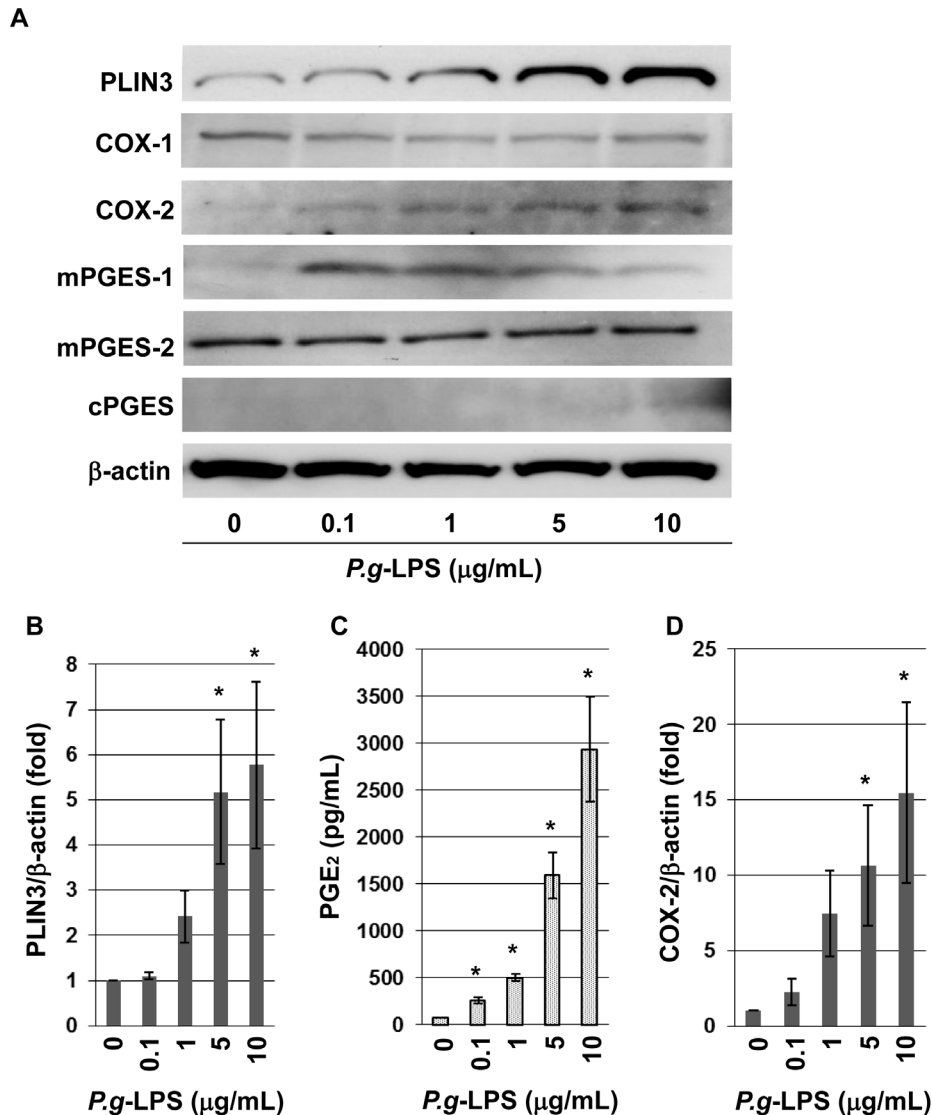 A
PLIN3
COX-1
COX-2
mPGES-1
mPGES-2
cPGES
β-actin
0 0.1 1 5 10
P.g-LPS (μg/mL)
B
PLIN3/β-actin (fold)
8
7
6
5
4
3
2
1
0
* *
0 0.1 1 5 10
P.g-LPS (μg/mL)
C
PGE₂ (pg/mL)
4000
3500
3000
2500
2000
1500
1000
500
0
* * * *
0 0.1 1 5 10
P.g-LPS (μg/mL)
D
COX-2/β-actin (fold)
25
20
15
10
5
0
* *
0 0.1 1 5 10
P.g-LPS (μg/mL)